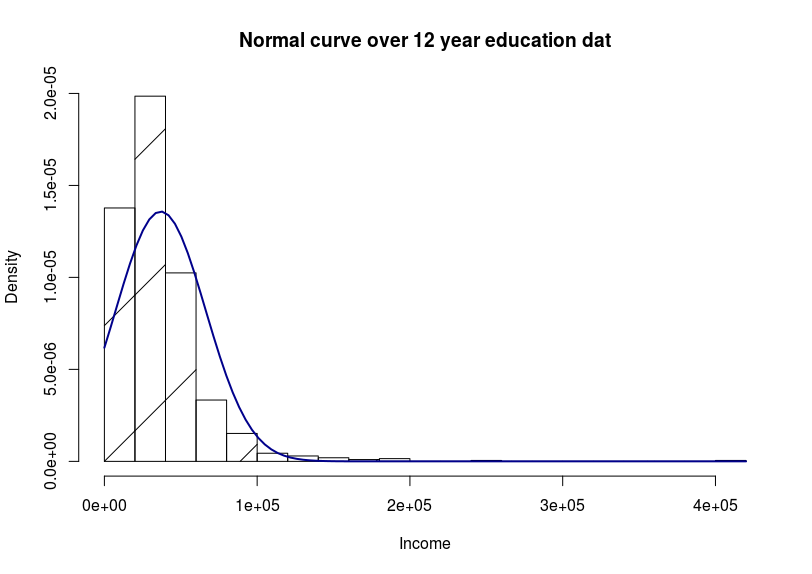 Normal curve over 12 year education dat
Density
2.0e-05
1.5e-05
1.0e-05
5.0e-06
0.0e+00
0e+00 1e+05 2e+05 3e+05 4e+05
Income